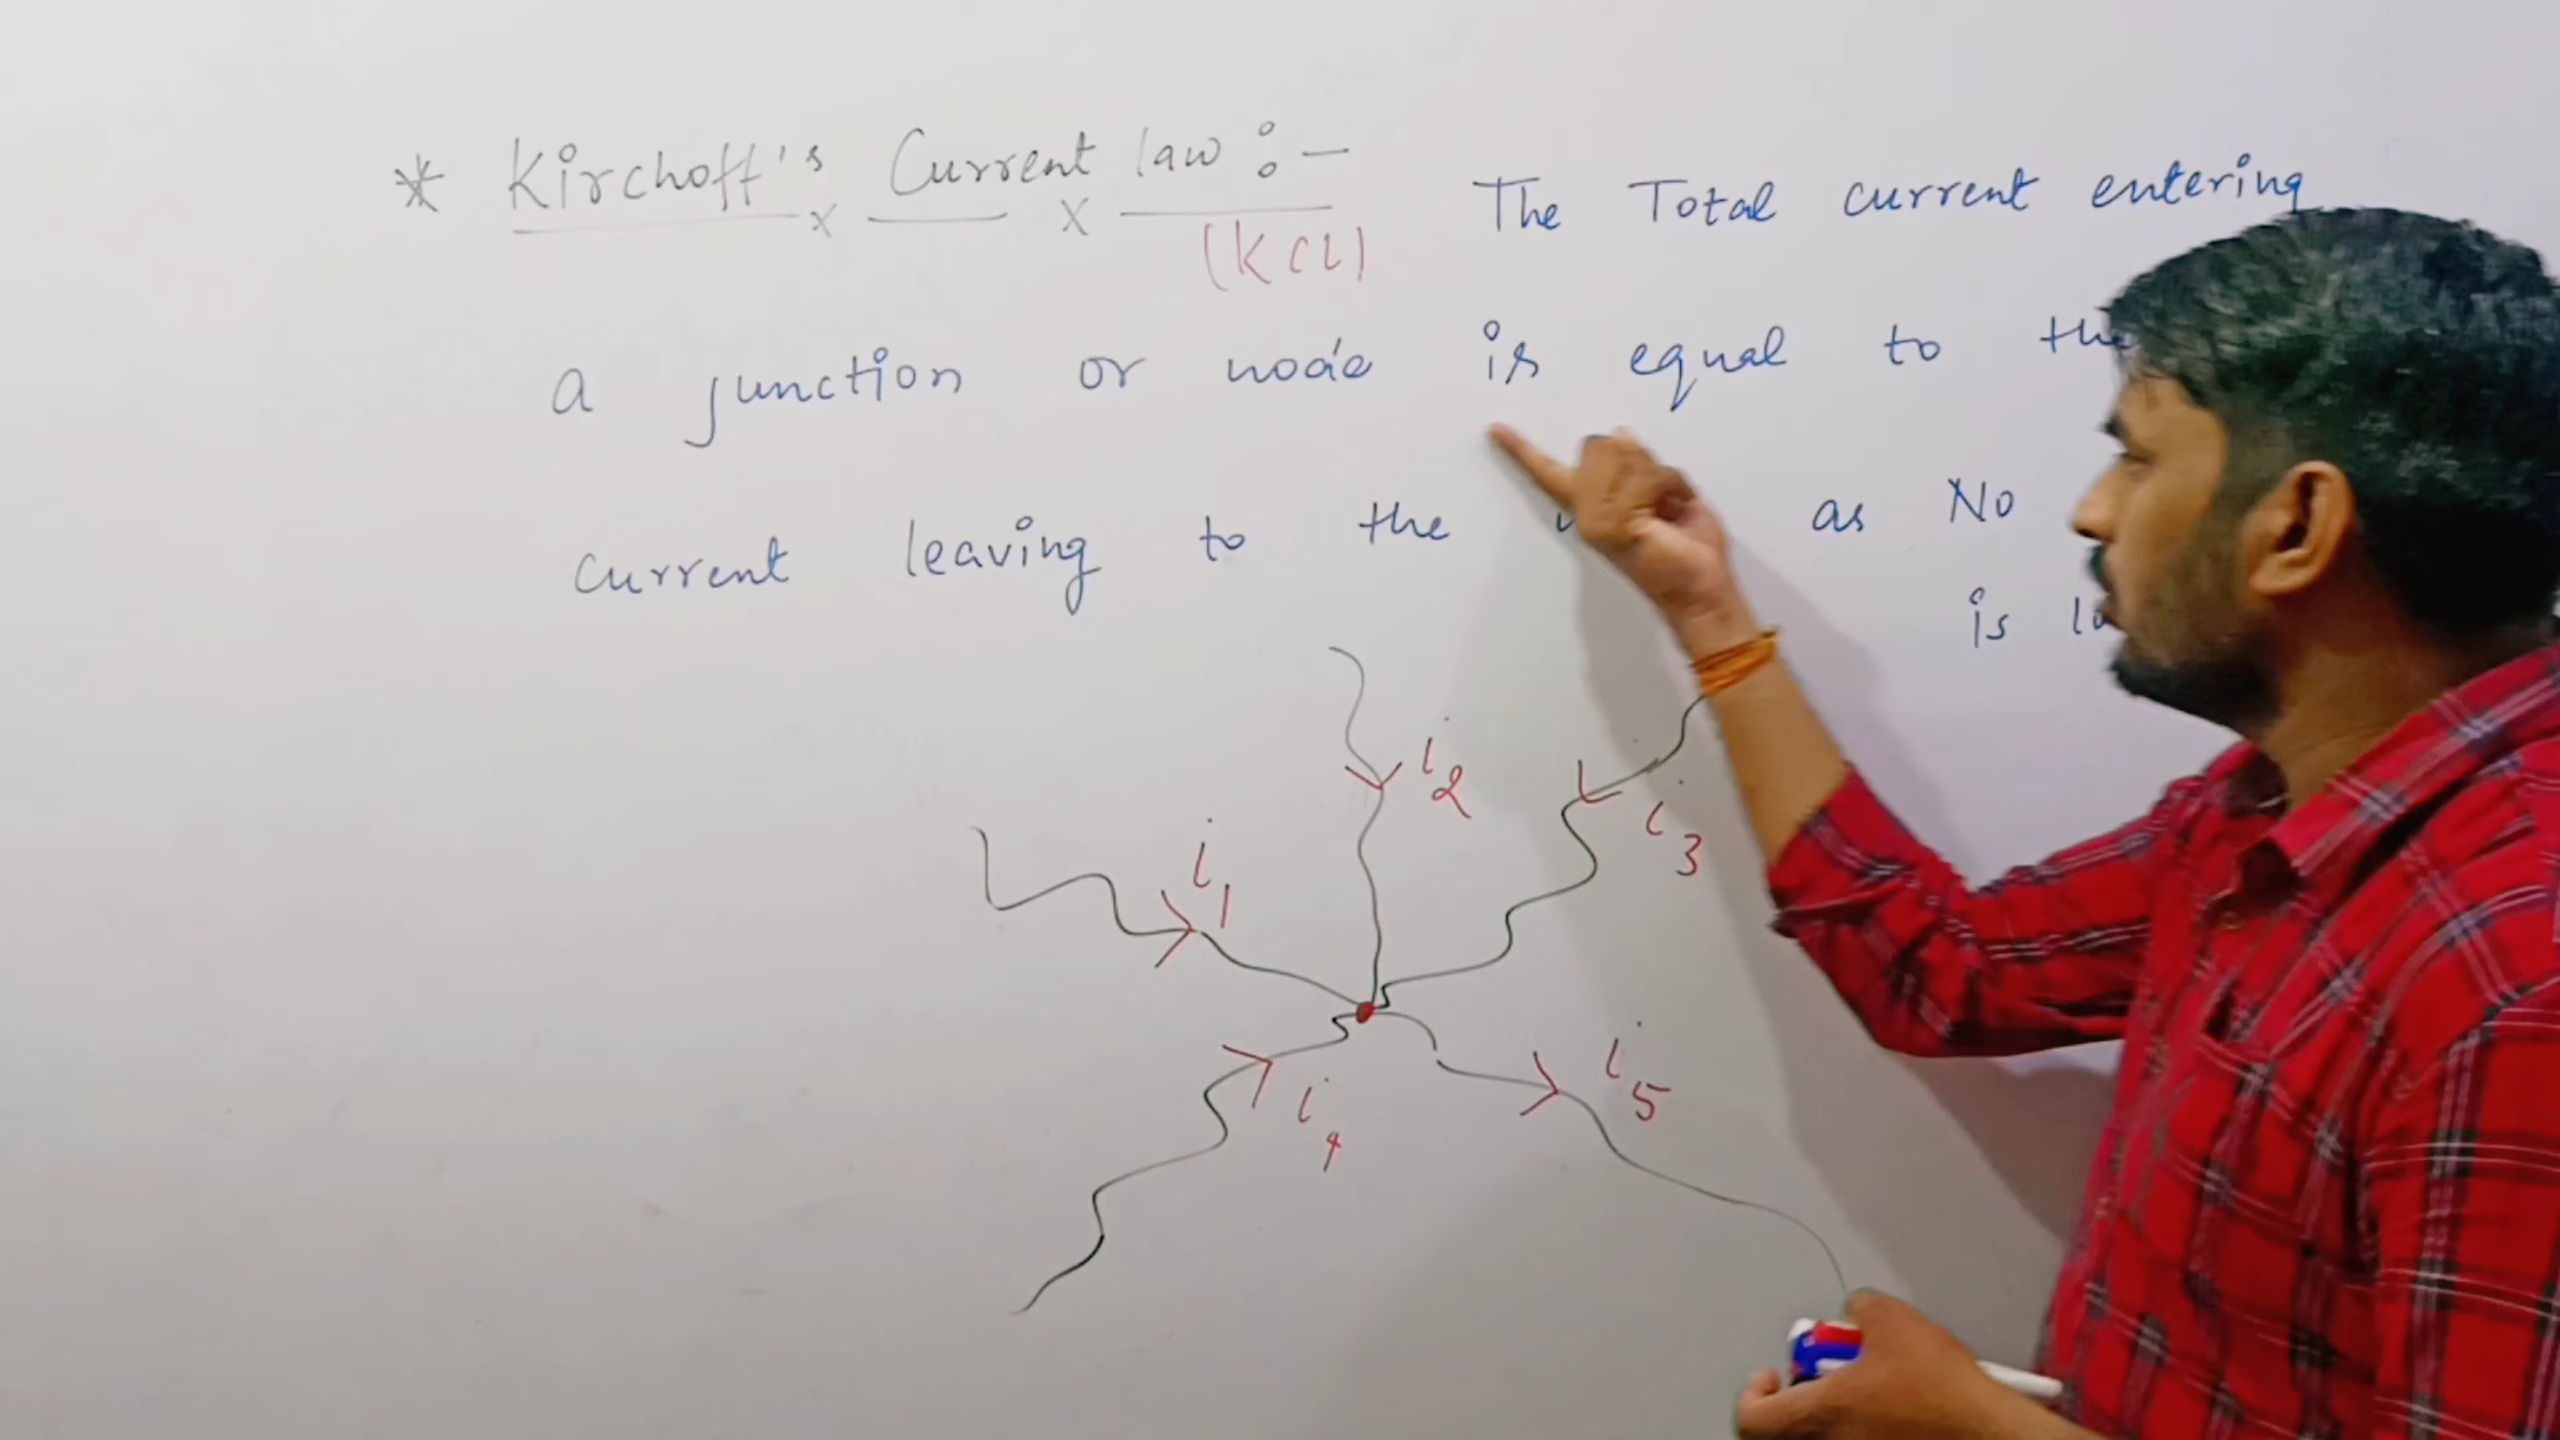 * Kirchoff's Current law :-
(KCL)
The Total current entering
a junction or node is equal to the
current leaving to the as No
is
i1
i2
i3
i4
i5